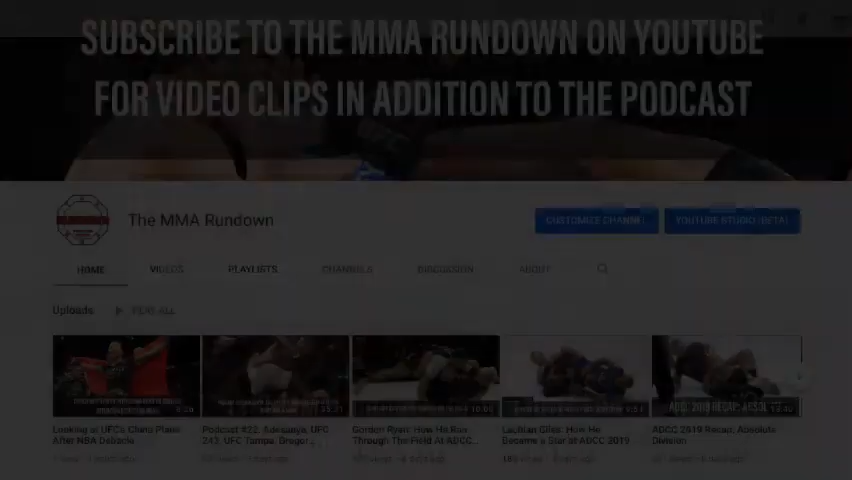 SUBSCRIBE TO THE MMA RUNDOWN ON YOUTUBE
FOR VIDEO CLIPS IN ADDITION TO THE PODCAST
The MMA Rundown
CUSTOMIZE CHANNEL
YOUTUBE STUDIO (BETA)
HOME
VIDEOS
PLAYLISTS
CHANNELS
DISCUSSION
ABOUT
Uploads
PLAY ALL
Looking at UFC's China Plans
After NBA Debacle
Podcast #22: Adesanya, UFC
243, UFC Tampa, Gregor...
Gordon Ryan: How He Ran
Through The Field At ADCC...
Lachlan Giles: How He
Became a Star at ADCC 2019
ADCC 2019 Recap: Absolute
Division